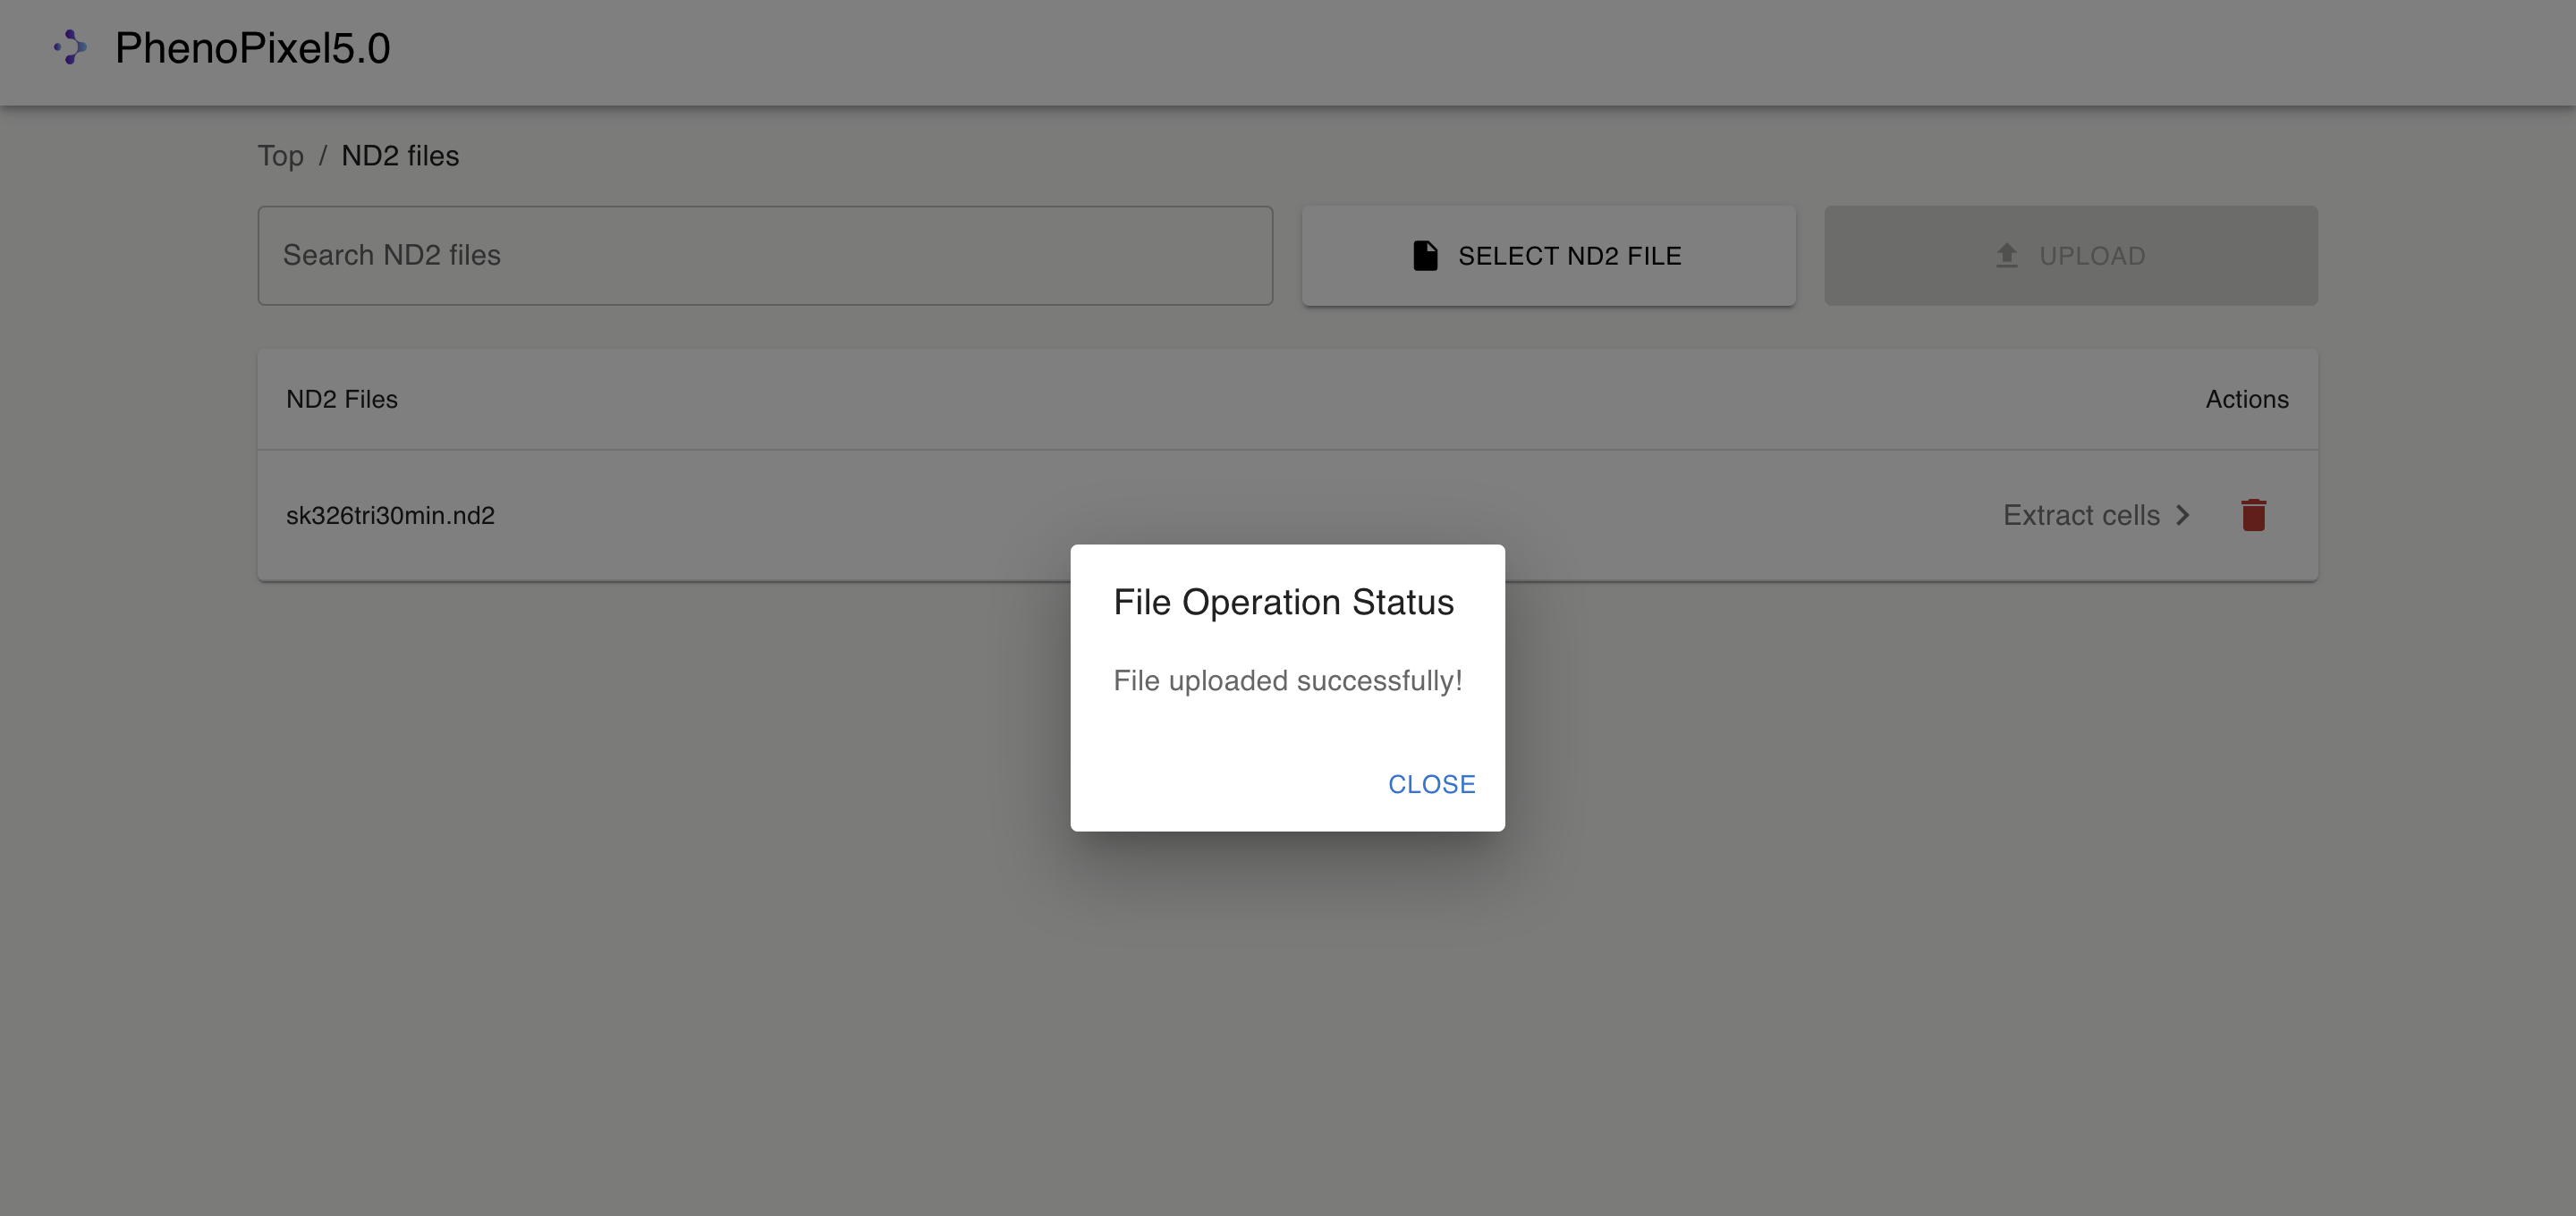 PhenoPixel5.0
Top / ND2 files
Search ND2 files
SELECT ND2 FILE
UPLOAD
ND2 Files
Actions
sk326tri30min.nd2
Extract cells
File Operation Status
File uploaded successfully!
CLOSE